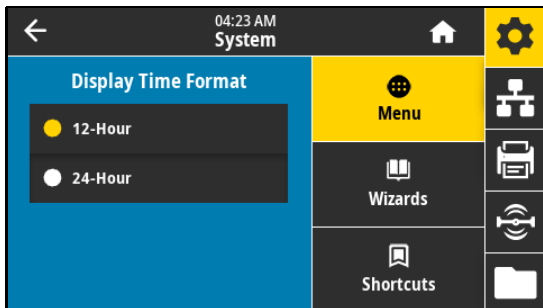 04:23 AM
System
Display Time Format
12-Hour
24-Hour
Menu
Wizards
Shortcuts